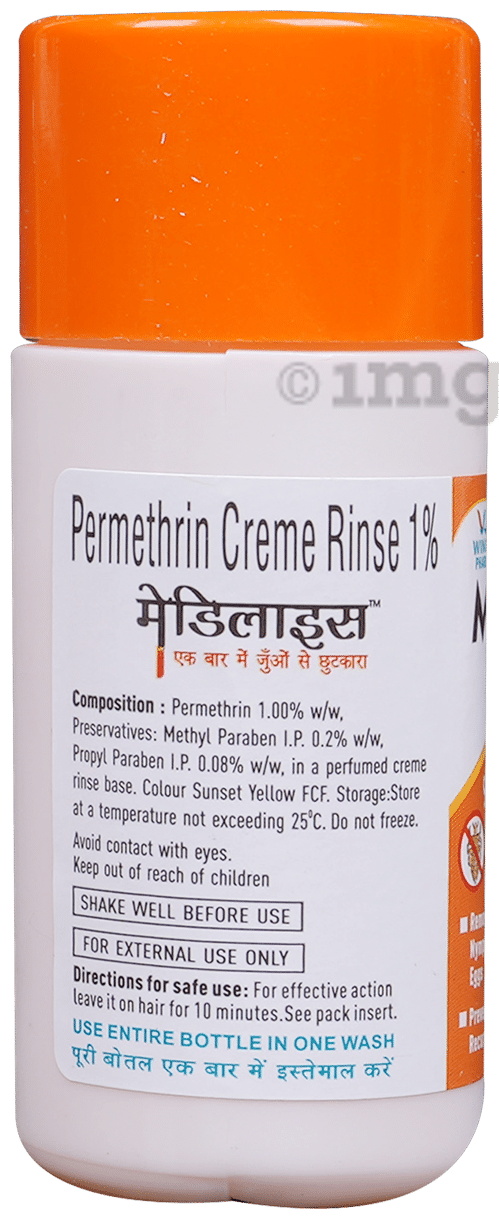 © 1mg
Permethrin Creme Rinse 1%
मेडिलाइस™
एक बार में जुँओं से छुटकारा
Composition : Permethrin 1.00% w/w,
Preservatives: Methyl Paraben I.P. 0.2% w/w,
Propyl Paraben I.P. 0.08% w/w, in a perfumed creme
rinse base. Colour Sunset Yellow FCF. Storage:Store
at a temperature not exceeding 25⁰C. Do not freeze.
Avoid contact with eyes.
Keep out of reach of children
SHAKE WELL BEFORE USE
FOR EXTERNAL USE ONLY
Directions for safe use: For effective action
leave it on hair for 10 minutes.See pack insert.
USE ENTIRE BOTTLE IN ONE WASH
पूरी बोतल एक बार में इस्तेमाल करें